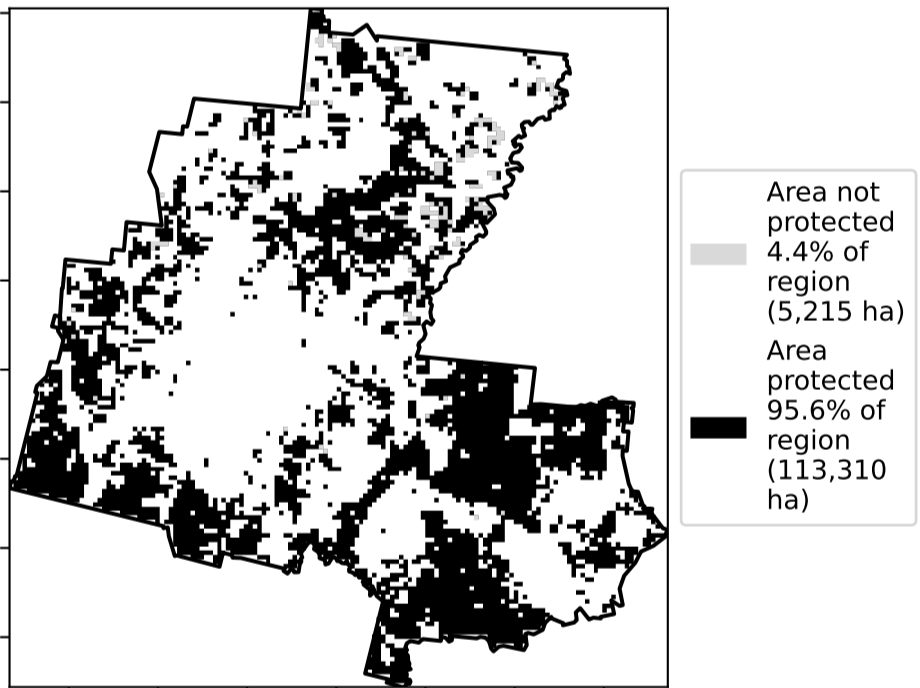 Area not
protected
4.4% of
region
(5,215 ha)
Area
protected
95.6% of
region
(113,310
ha)